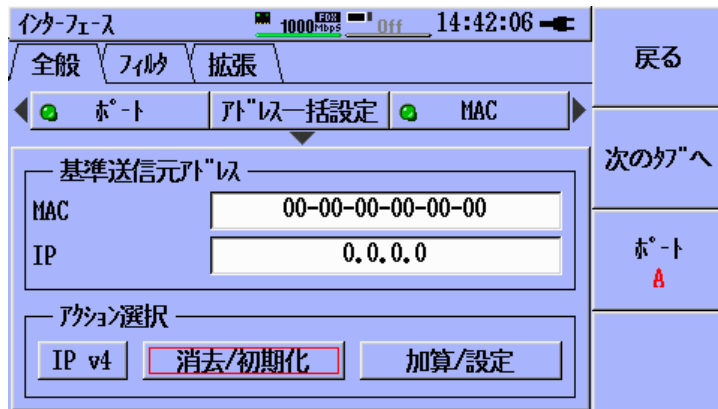 インターフェース 1000 FDX Mbps Off 14:42:06
全般 フィルタ 拡張
ポート アドレス一括設定 MAC
基準送信元アドレス
MAC 00-00-00-00-00-00
IP 0.0.0.0
アクション選択
IP v4 消去/初期化 加算/設定
戻る
次のタブへ
ポート
A